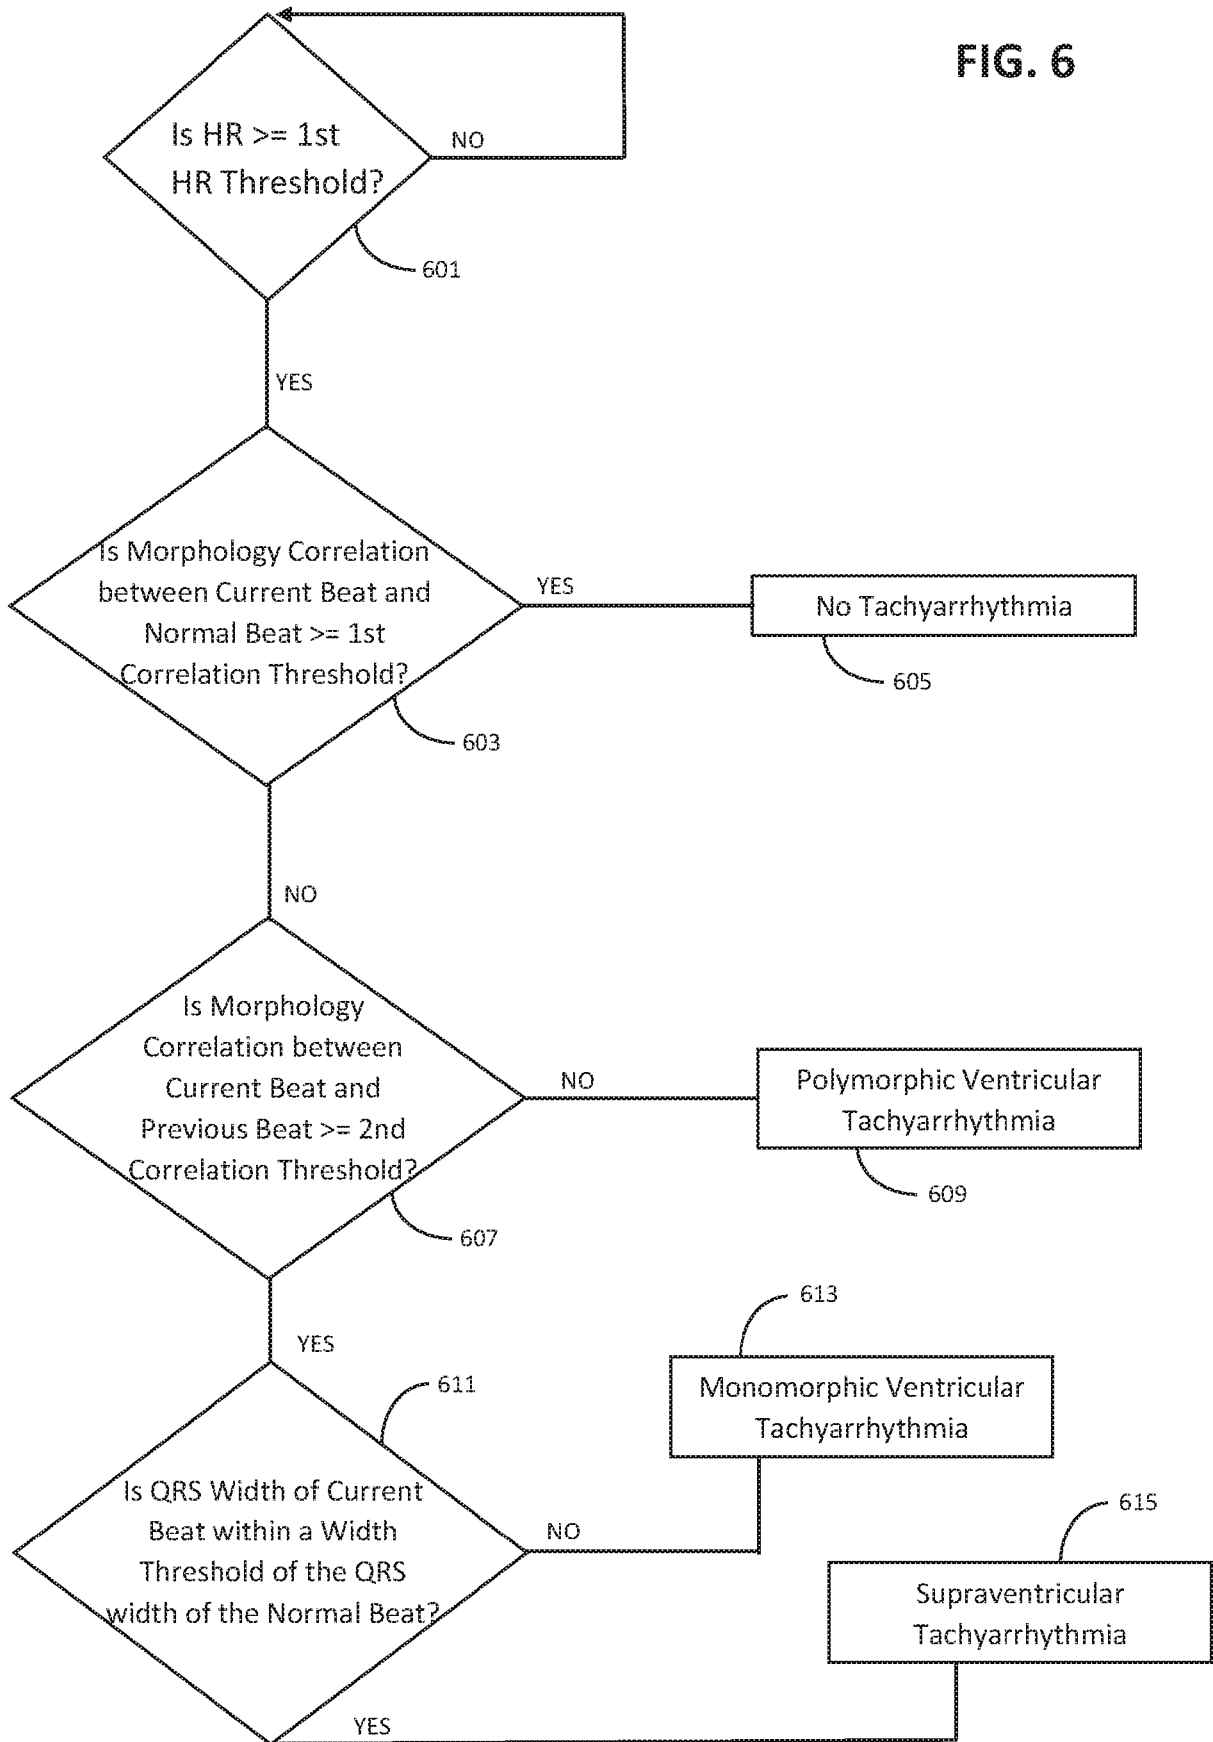 FIG. 6
Is HR >= 1st
HR Threshold?
NO
601
YES
Is Morphology Correlation
between Current Beat and
Normal Beat >= 1st
Correlation Threshold?
YES
No Tachyarrhythmia
605
603
NO
Is Morphology
Correlation between
Current Beat and
Previous Beat >= 2nd
Correlation Threshold?
NO
Polymorphic Ventricular
Tachyarrhythmia
609
607
YES
613
Monomorphic Ventricular
Tachyarrhythmia
611
Is QRS Width of Current
Beat within a Width
Threshold of the QRS
width of the Normal Beat?
NO
615
Supraventricular
Tachyarrhythmia
YES